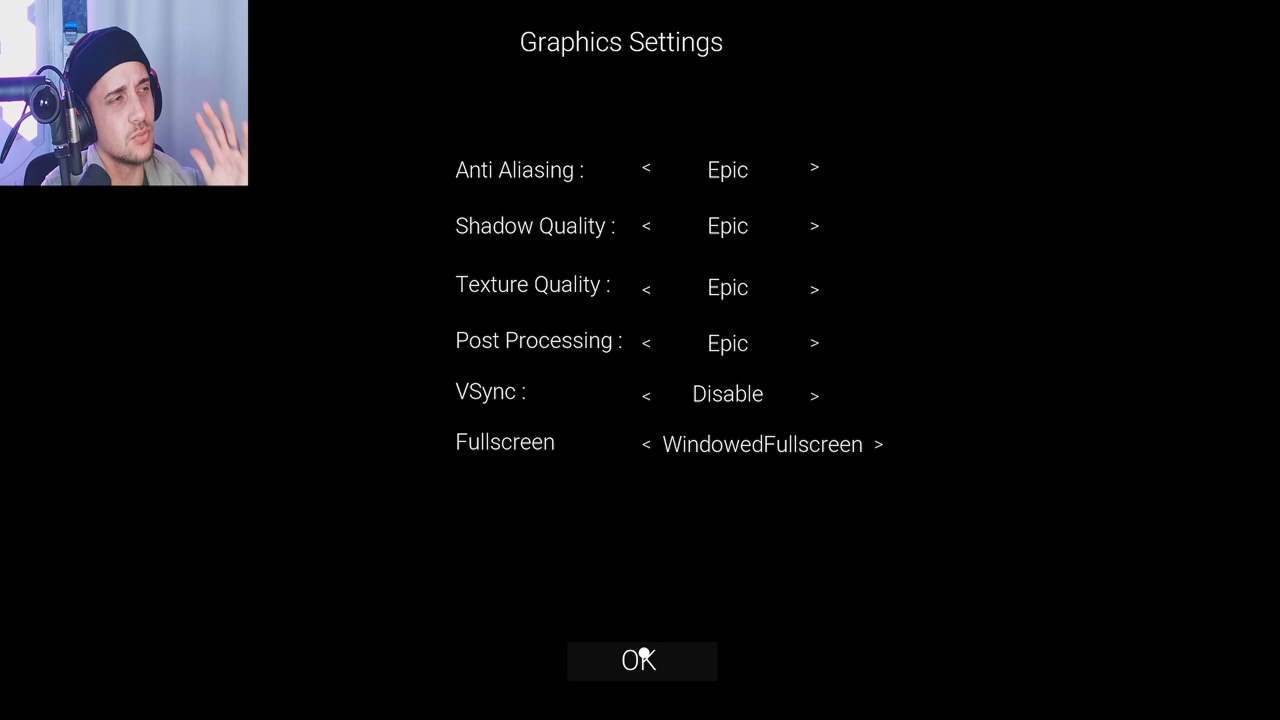 Graphics Settings
Anti Aliasing : < Epic >
Shadow Quality : < Epic >
Texture Quality : < Epic >
Post Processing : < Epic >
VSync : < Disable >
Fullscreen < WindowedFullscreen >
OK